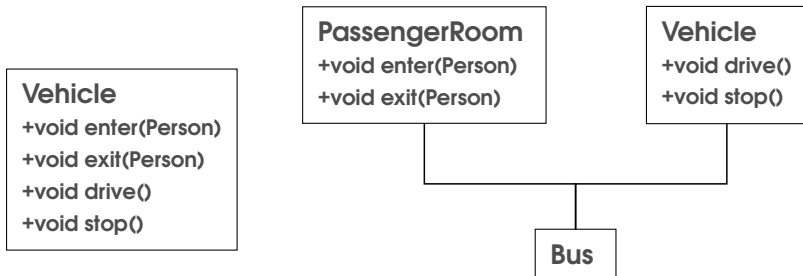 Vehicle
+void enter(Person)
+void exit(Person)
+void drive()
+void stop()
PassengerRoom
+void enter(Person)
+void exit(Person)
Vehicle
+void drive()
+void stop()
Bus